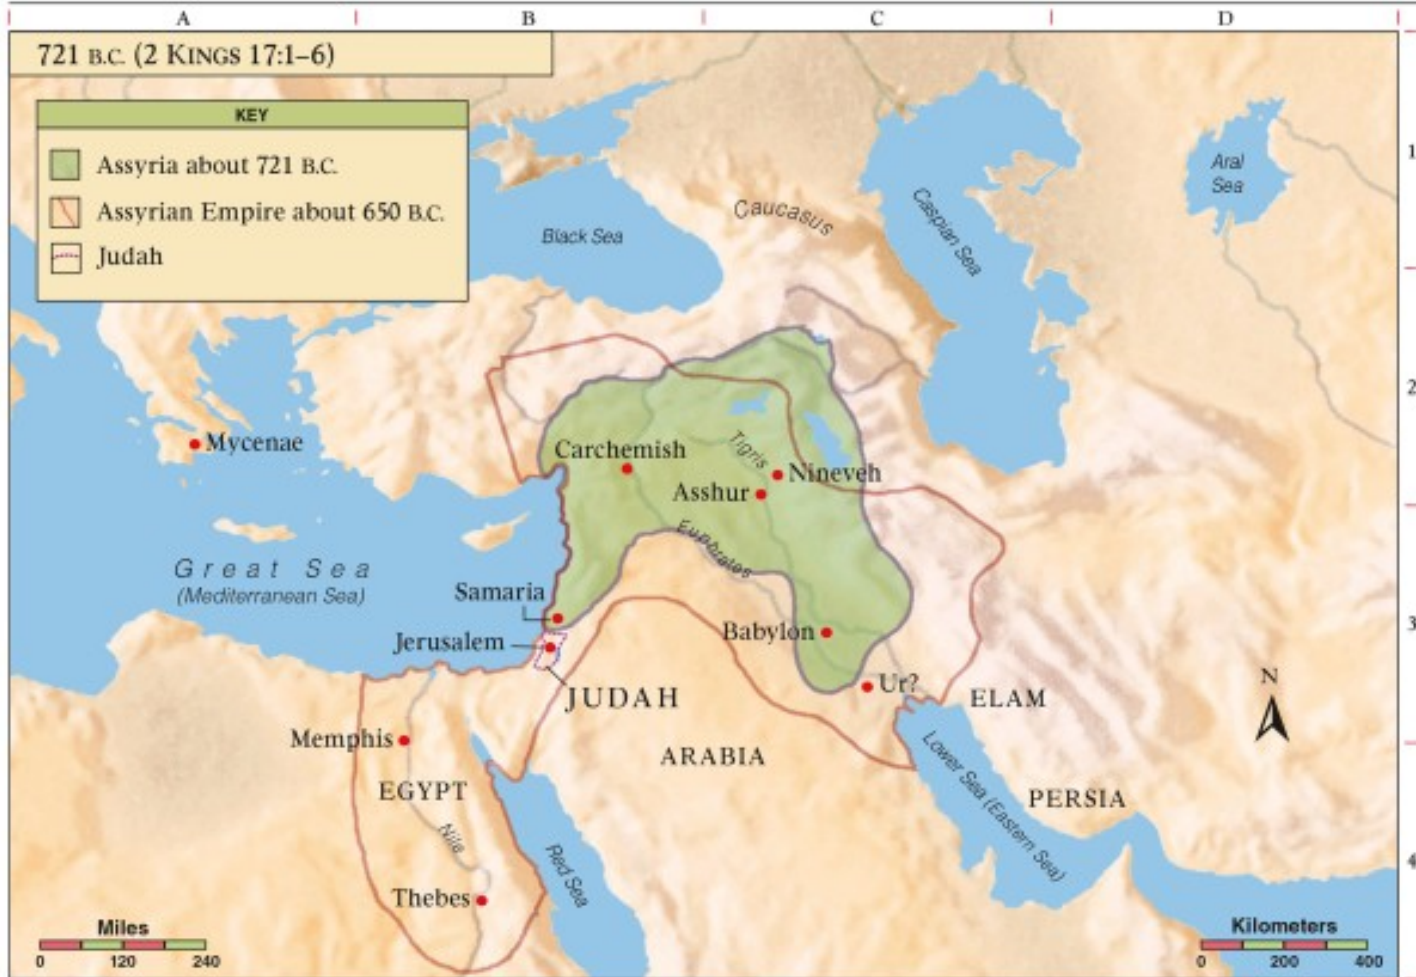 A B C D
721 B.C. (2 KINGS 17:1–6)
KEY
Assyria about 721 B.C.
Assyrian Empire about 650 B.C.
Judah
1
Aral
Sea
Caucasus
Caspian Sea
Black Sea
2
Mycenae
Carchemish
Tigris
Nineveh
Asshur
Euphrates
Great Sea
(Mediterranean Sea)
Samaria
Babylon
3
Jerusalem
JUDAH
Ur?
ELAM
N
Memphis
ARABIA
EGYPT
Lower Sea (Eastern Sea)
PERSIA
Nile
Red Sea
4
Thebes
Miles
0 120 240
Kilometers
0 200 400